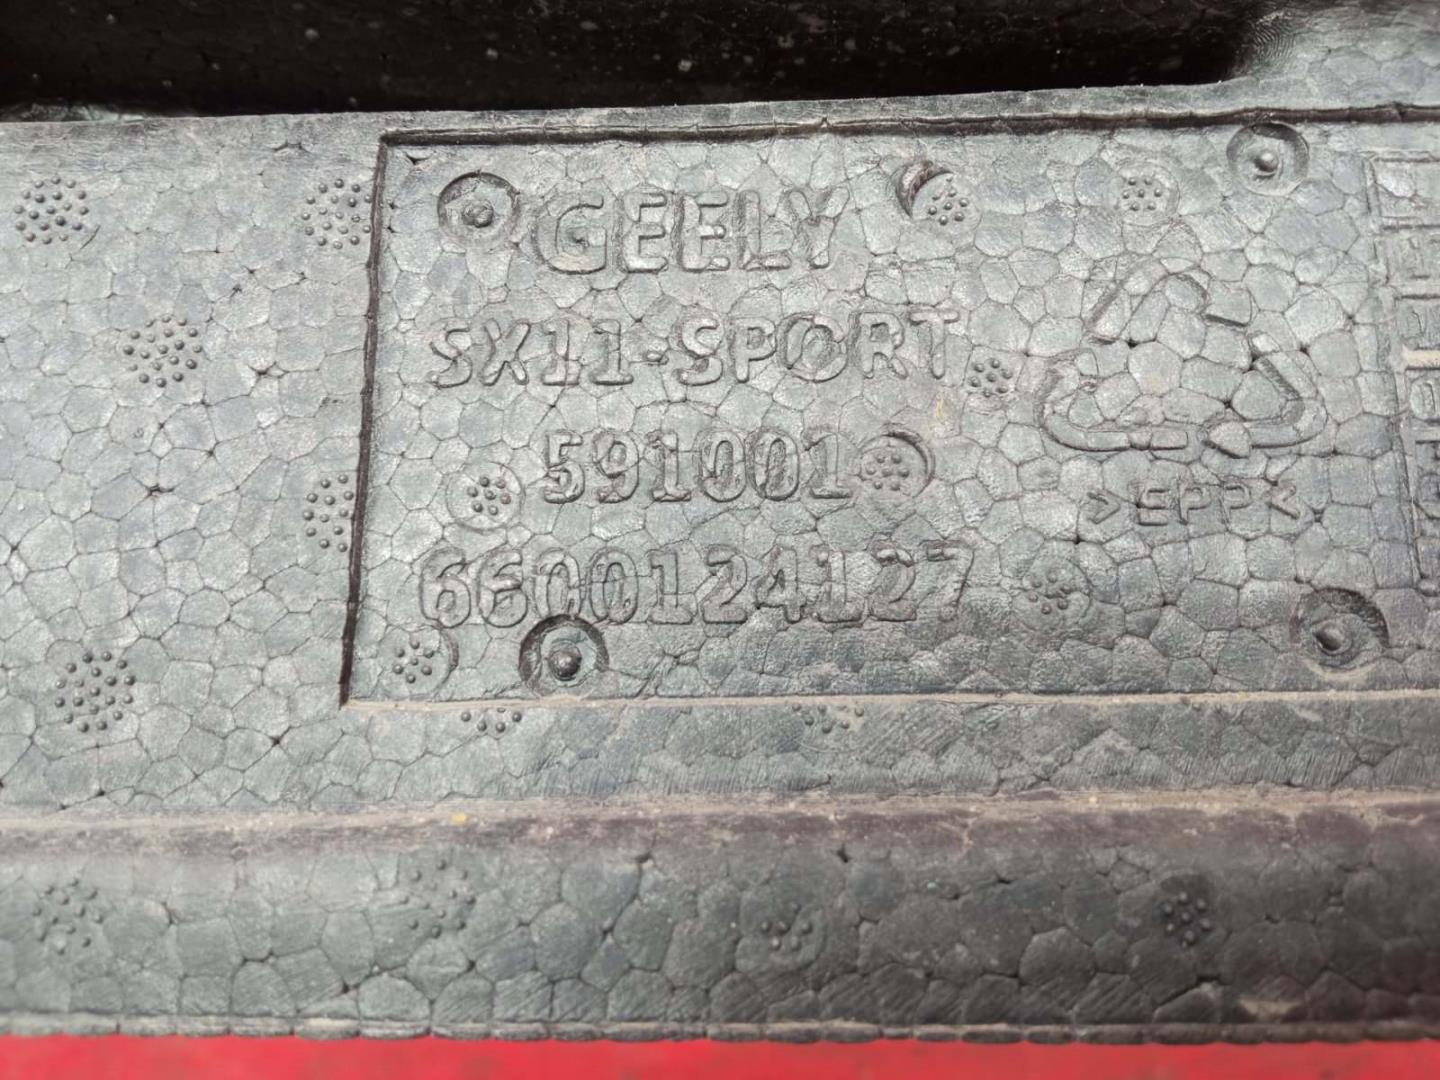 GEELY
SX11-SPORT
591001
6600124127
>EPP<